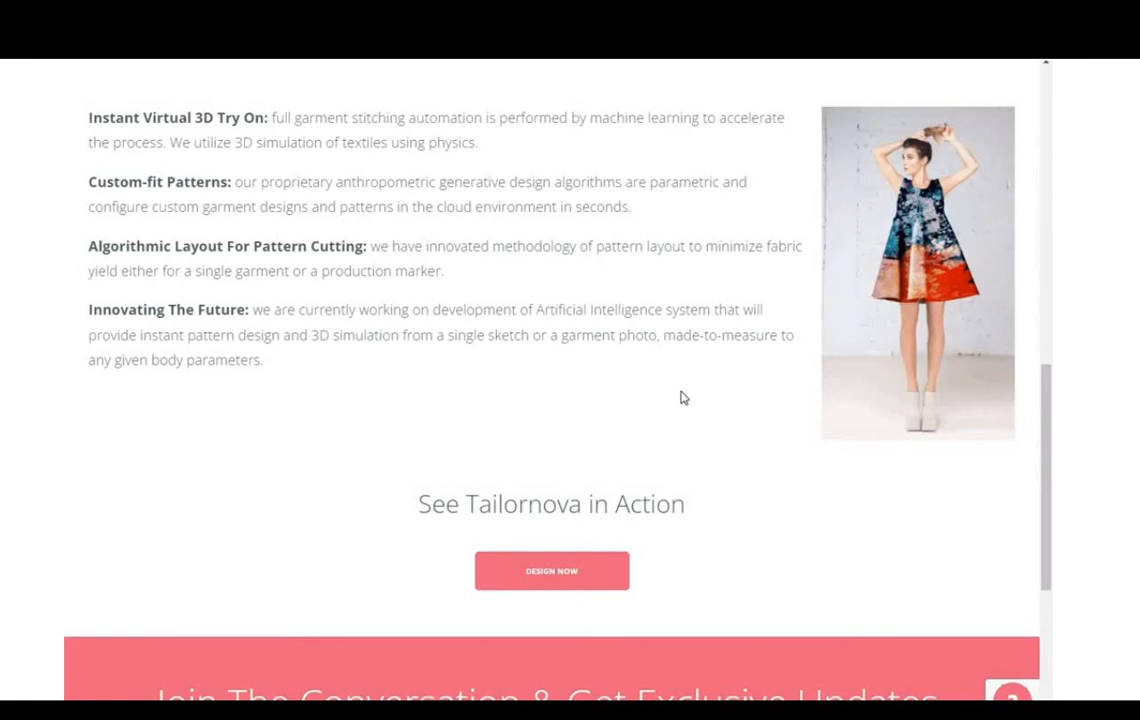 Instant Virtual 3D Try On: full garment stitching automation is performed by machine learning to accelerate
the process. We utilize 3D simulation of textiles using physics.
Custom-fit Patterns: our proprietary anthropometric generative design algorithms are parametric and
configure custom garment designs and patterns in the cloud environment in seconds.
Algorithmic Layout For Pattern Cutting: we have innovated methodology of pattern layout to minimize fabric
yield either for a single garment or a production marker.
Innovating The Future: we are currently working on development of Artificial Intelligence system that will
provide instant pattern design and 3D simulation from a single sketch or a garment photo, made-to-measure to
any given body parameters.
See Tailornova in Action
DESIGN NOW
Join The Conversation & Get Exclusive Updates
?